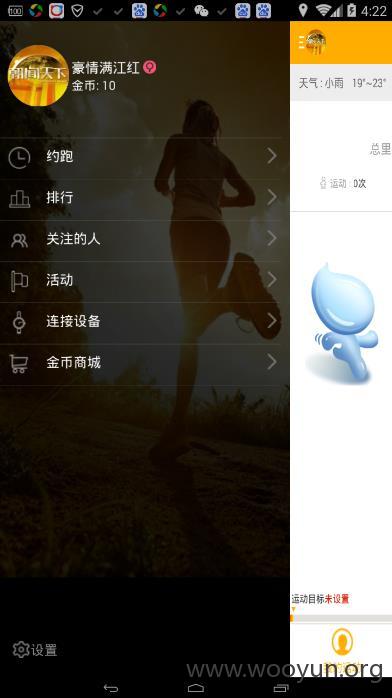 100
4:22
朝闻天下
豪情满江红
金币: 10
约跑
排行
关注的人
活动
连接设备
金币商城
设置
天气 : 小雨 19°~23°
总里
运动 : 0次
运动目标未设置
www.wooyun.org